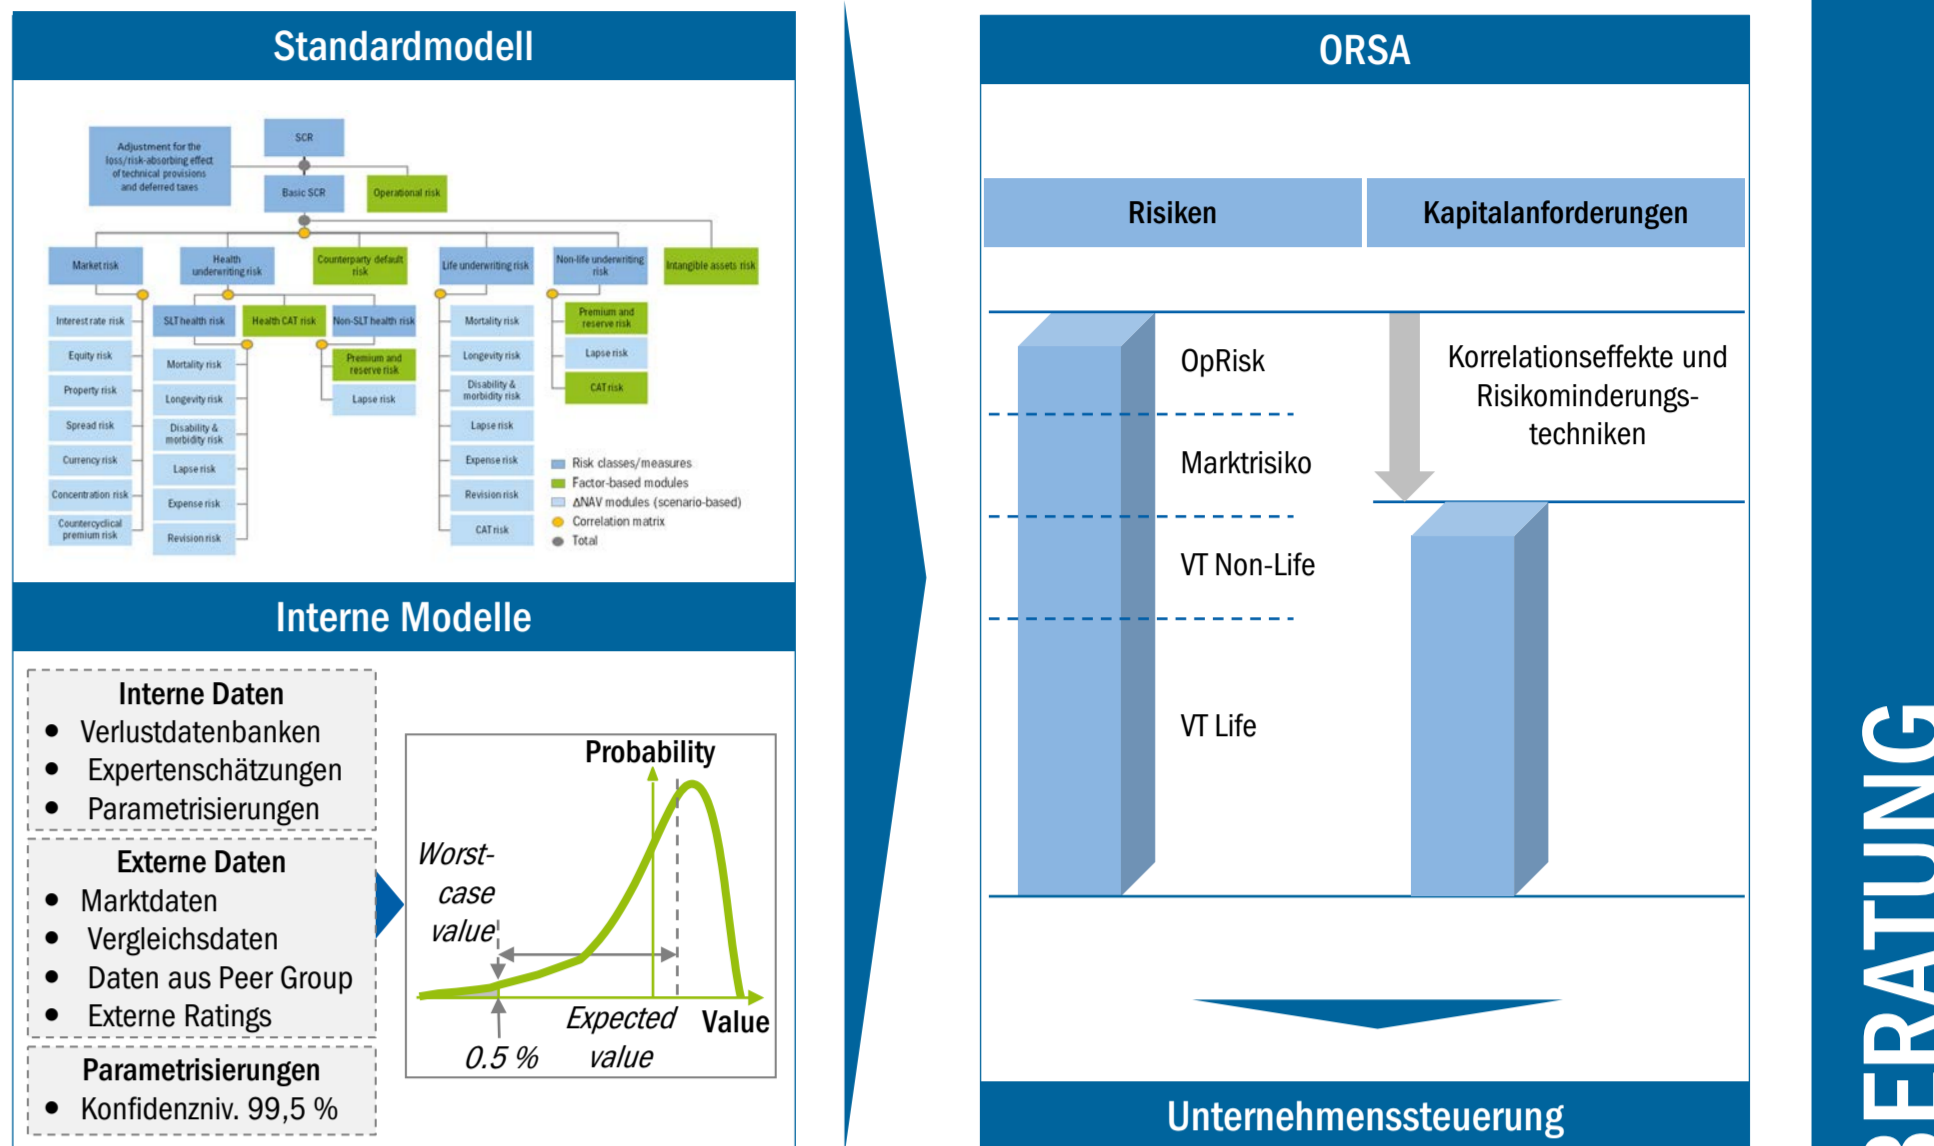 Standardmodell
Adjustment for the
loss/risk-absorbing effect
of technical provisions
and deferred taxes
SCR
Basic SCR
Operational risk
Market risk
Health
underwriting risk
Counterparty default
risk
Life underwriting risk
Non-life underwriting
risk
Intangible assets risk
Interest rate risk
Equity risk
Property risk
Spread risk
Currency risk
Concentration risk
Countercyclical
premium risk
SLT health risk
Health CAT risk
Non-SLT health risk
Mortality risk
Longevity risk
Disability &
morbidity risk
Lapse risk
Expense risk
Revision risk
Premium and
reserve risk
Lapse risk
Mortality risk
Longevity risk
Disability &
morbidity risk
Lapse risk
Expense risk
Revision risk
CAT risk
Premium and
reserve risk
Lapse risk
CAT risk
Risk classes/measures
Factor-based modules
ΔNAV modules (scenario-based)
Correlation matrix
Total
Interne Modelle
Interne Daten
• Verlustdatenbanken
• Expertenschätzungen
• Parametrisierungen
Externe Daten
• Marktdaten
• Vergleichsdaten
• Daten aus Peer Group
• Externe Ratings
Parametrisierungen
• Konfidenzniv. 99,5 %
Probability
Worst-
case
value
0.5 %
Expected
value
Value
ORSA
Risiken
Kapitalanforderungen
OpRisk
Marktrisiko
VT Non-Life
VT Life
Korrelationseffekte und
Risikominderungs-
techniken
Unternehmenssteuerung
BERATUNG